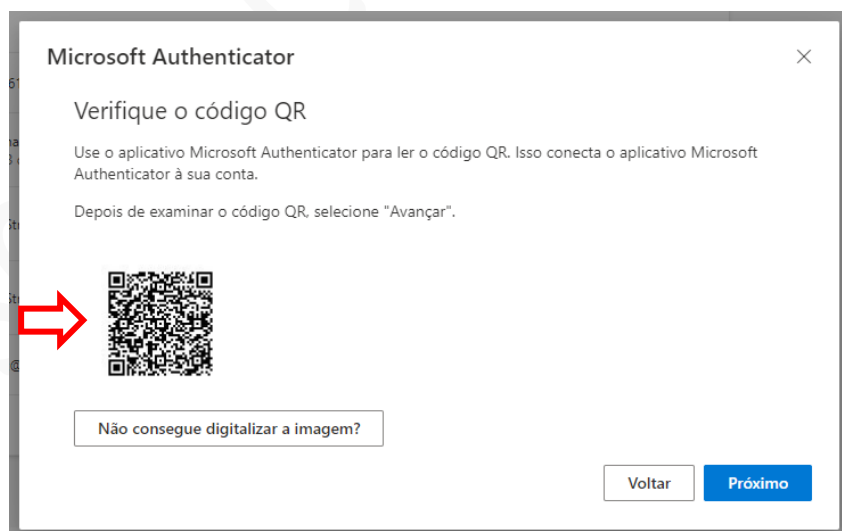 Microsoft Authenticator
Verifique o código QR
Use o aplicativo Microsoft Authenticator para ler o código QR. Isso conecta o aplicativo Microsoft
Authenticator à sua conta.
Depois de examinar o código QR, selecione "Avançar".
Não consegue digitalizar a imagem?
Voltar
Próximo